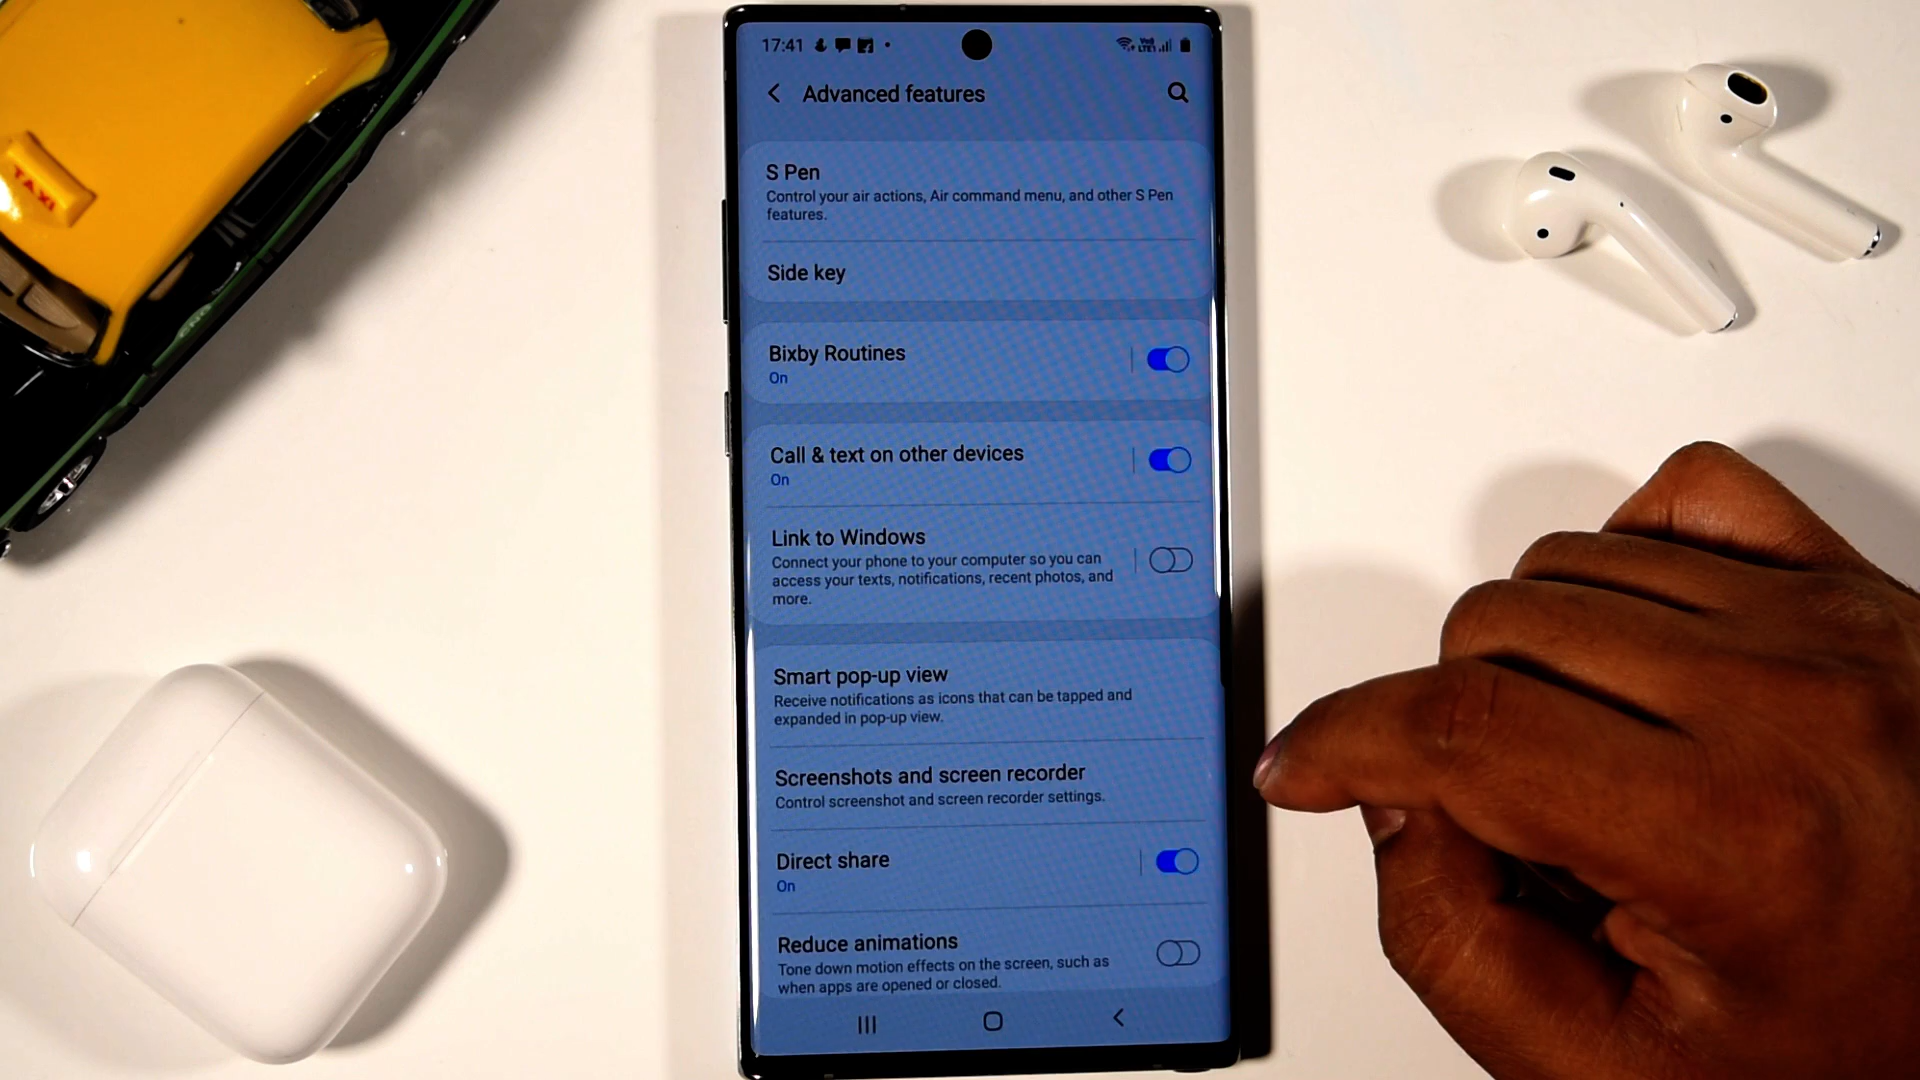 17:41
Advanced features
S Pen
Control your air actions, Air command menu, and other S Pen
features.
Side key
Bixby Routines
On
Call & text on other devices
On
Link to Windows
Connect your phone to your computer so you can
access your texts, notifications, recent photos, and
more.
Smart pop-up view
Receive notifications as icons that can be tapped and
expanded in pop-up view.
Screenshots and screen recorder
Control screenshot and screen recorder settings.
Direct share
On
Reduce animations
Tone down motion effects on the screen, such as
when apps are opened or closed.
TAXI